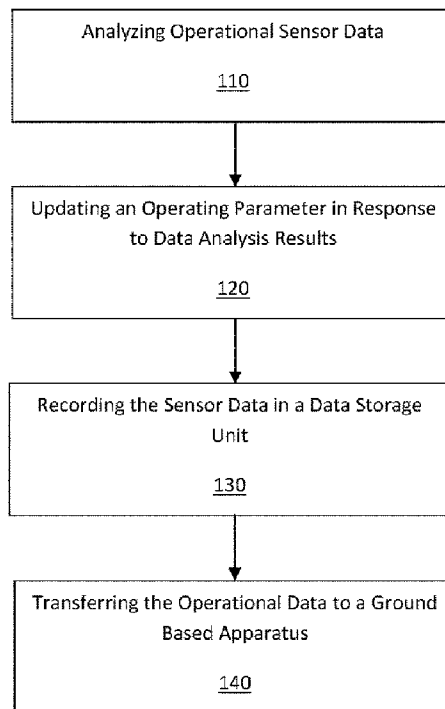 Analyzing Operational Sensor Data
110
Updating an Operating Parameter in Response
to Data Analysis Results
120
Recording the Sensor Data in a Data Storage
Unit
130
Transferring the Operational Data to a Ground
Based Apparatus
140